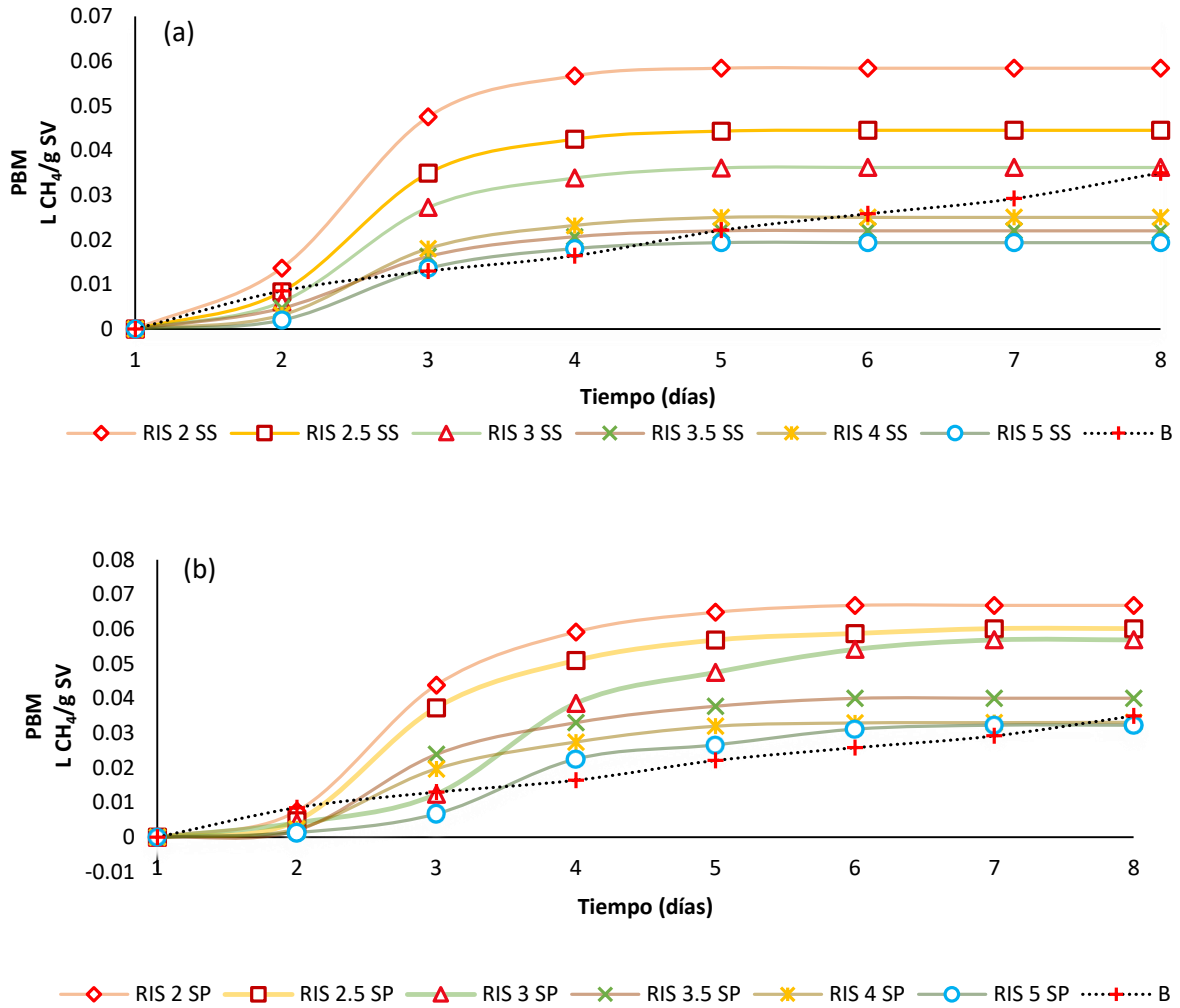 (a)
0.07
0.06
0.05
0.04
0.03
0.02
0.01
0
PBM
L CH₄/g SV
1 2 3 4 5 6 7 8
Tiempo (días)
RIS 2 SS RIS 2.5 SS RIS 3 SS RIS 3.5 SS RIS 4 SS RIS 5 SS B
(b)
0.08
0.07
0.06
0.05
0.04
0.03
0.02
0.01
0
-0.01
PBM
L CH₄/g SV
1 2 3 4 5 6 7 8
Tiempo (días)
RIS 2 SP RIS 2.5 SP RIS 3 SP RIS 3.5 SP RIS 4 SP RIS 5 SP B